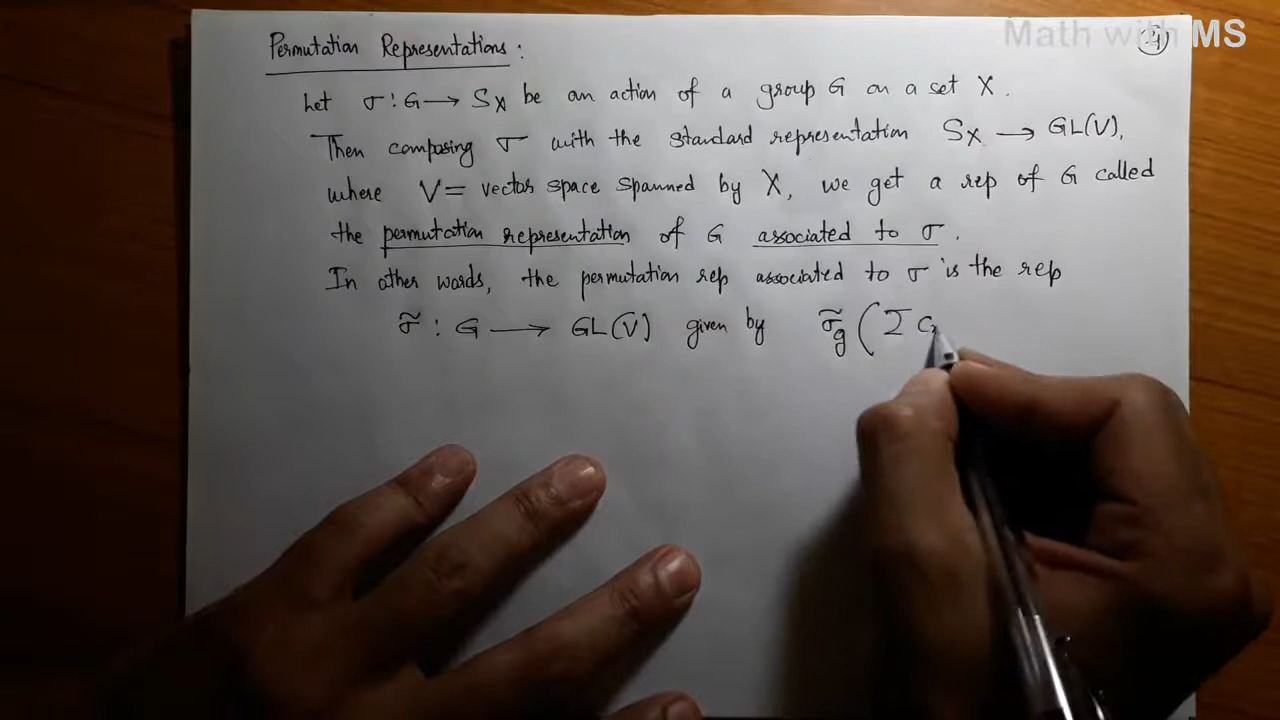 Math with MS
Permutation Representations :
Let σ : G → S_X be an action of a group G on a set X.
Then composing σ with the standard representation S_X → GL(V),
where V = vector space spanned by X, we get a rep of G called
the permutation representation of G associated to σ.
In other words, the permutation rep associated to σ is the rep
σ̃ : G → GL(V) given by σ̃_g ( Σ c